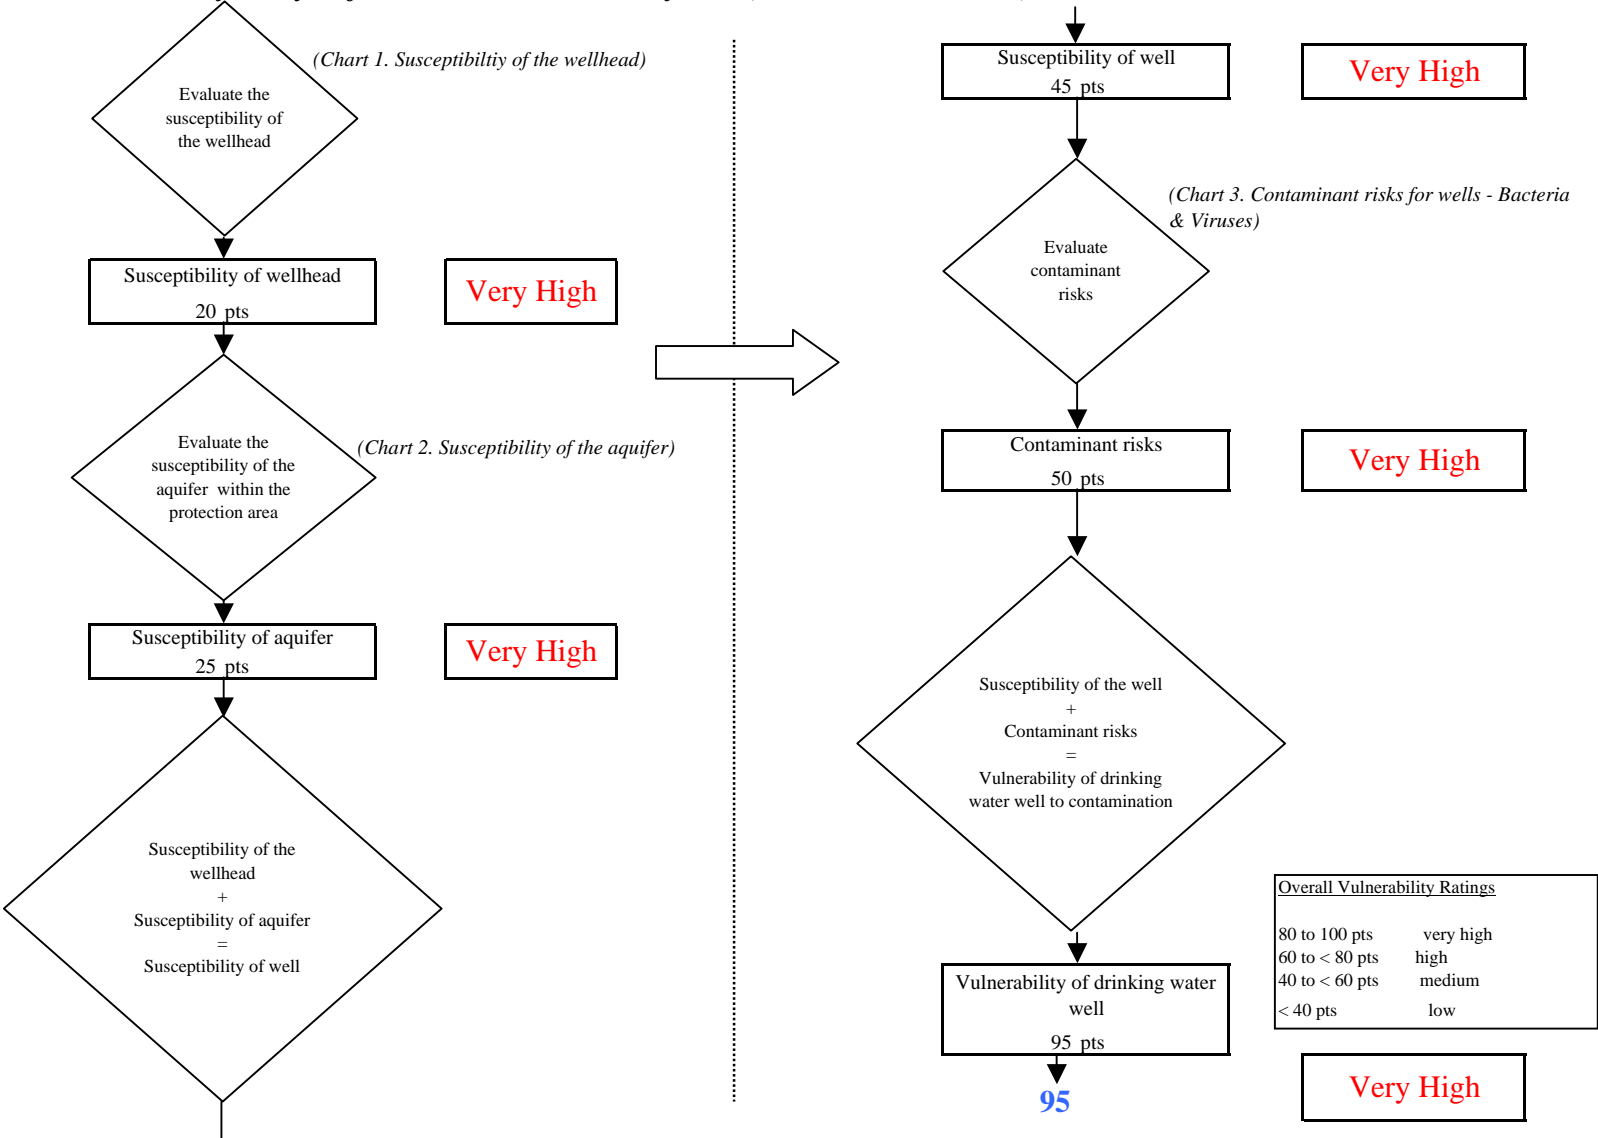 (Chart 1. Susceptibiltiy of the wellhead)
Evaluate the
susceptibility of
the wellhead
Susceptibility of wellhead
20 pts
Very High
Evaluate the
susceptibility of the
aquifer within the
protection area
(Chart 2. Susceptibility of the aquifer)
Susceptibility of aquifer
25 pts
Very High
Susceptibility of the
wellhead
+
Susceptibility of aquifer
=
Susceptibility of well
Susceptibility of well
45 pts
Very High
(Chart 3. Contaminant risks for wells - Bacteria
& Viruses)
Evaluate
contaminant
risks
Contaminant risks
50 pts
Very High
Susceptibility of the well
+
Contaminant risks
=
Vulnerability of drinking
water well to contamination
Overall Vulnerability Ratings
80 to 100 pts very high
60 to < 80 pts high
40 to < 60 pts medium
< 40 pts low
Vulnerability of drinking water
well
95 pts
95
Very High